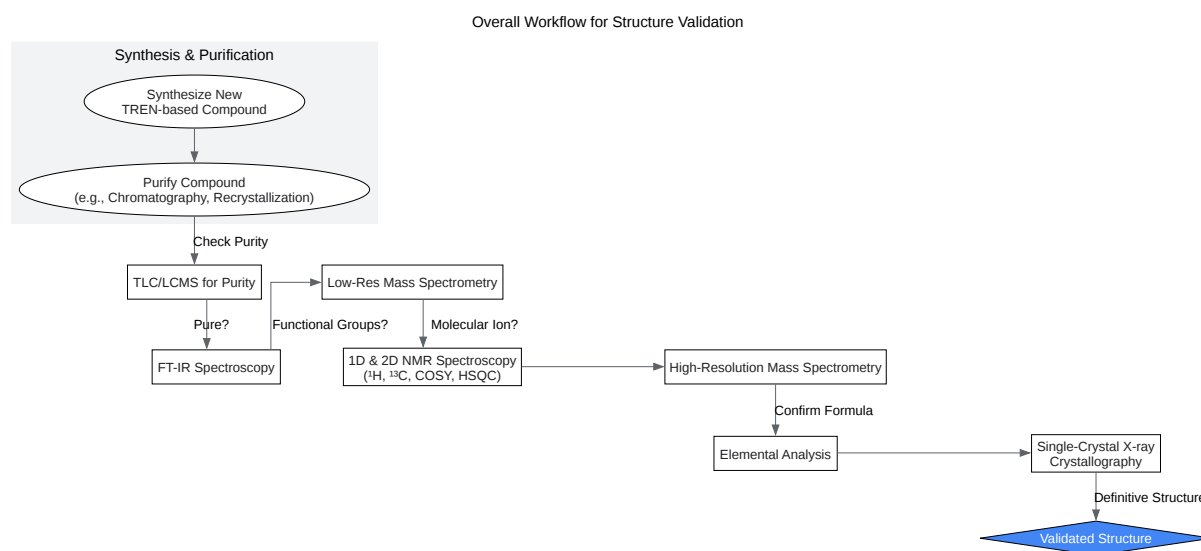 Overall Workflow for Structure Validation
Synthesis & Purification
Synthesize New
TREN-based Compound
Purify Compound
(e.g., Chromatography, Recrystallization)
Check Purity
TLC/LCMS for Purity
Low-Res Mass Spectrometry
Pure?
Functional Groups?
Molecular Ion?
FT-IR Spectroscopy
1D & 2D NMR Spectroscopy
(¹H, ¹³C, COSY, HSQC)
High-Resolution Mass Spectrometry
Confirm Formula
Elemental Analysis
Single-Crystal X-ray
Crystallography
Definitive Structure
Validated Structure